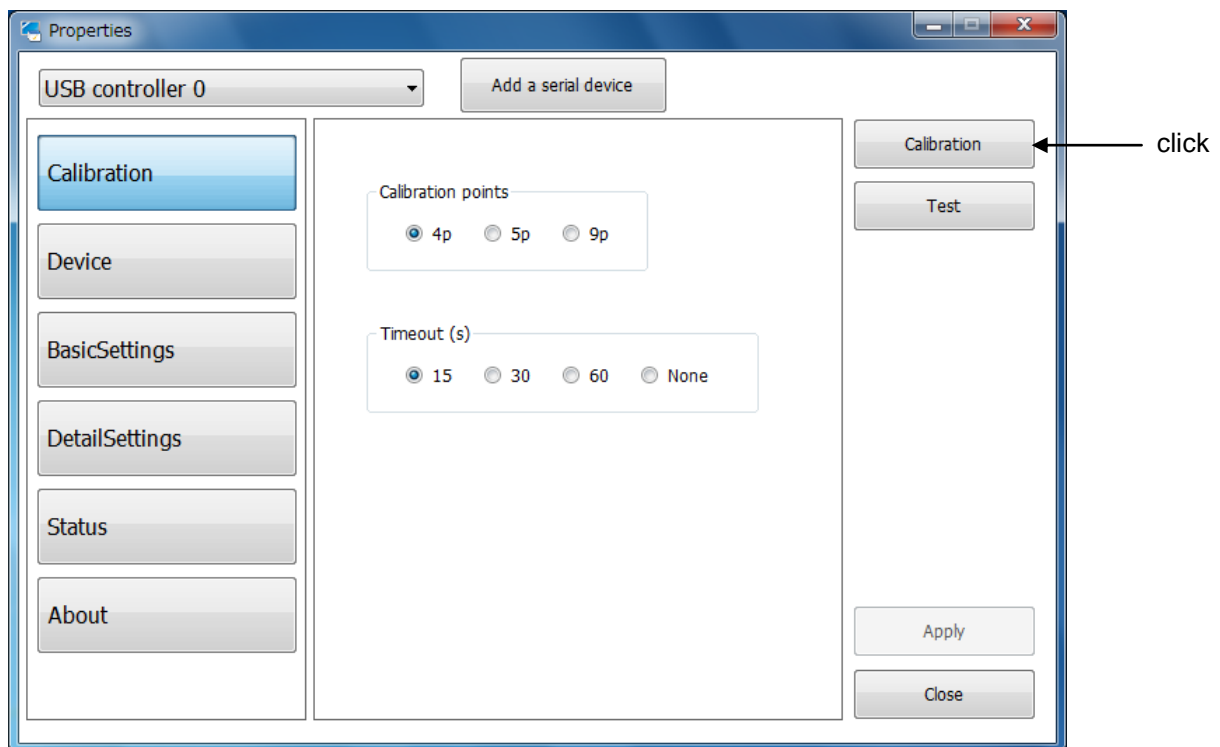 Properties
USB controller 0
Add a serial device
Calibration
Device
BasicSettings
DetailSettings
Status
About
Calibration points
4p 5p 9p
Timeout (s)
15 30 60 None
Calibration
Test
Apply
Close
click